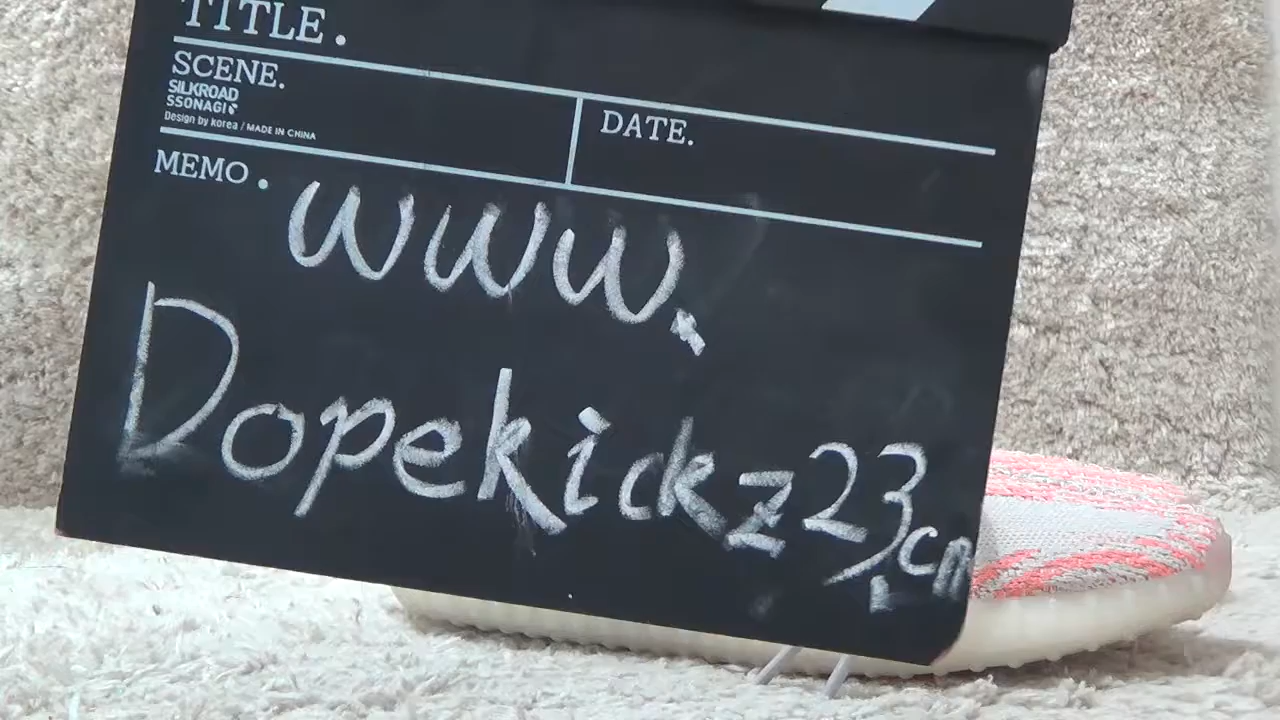 TITLE.
SCENE.
SILKROAD
SSONAGI
Design by korea / MADE IN CHINA
DATE.
MEMO.
www.
Dopekickz23.cn